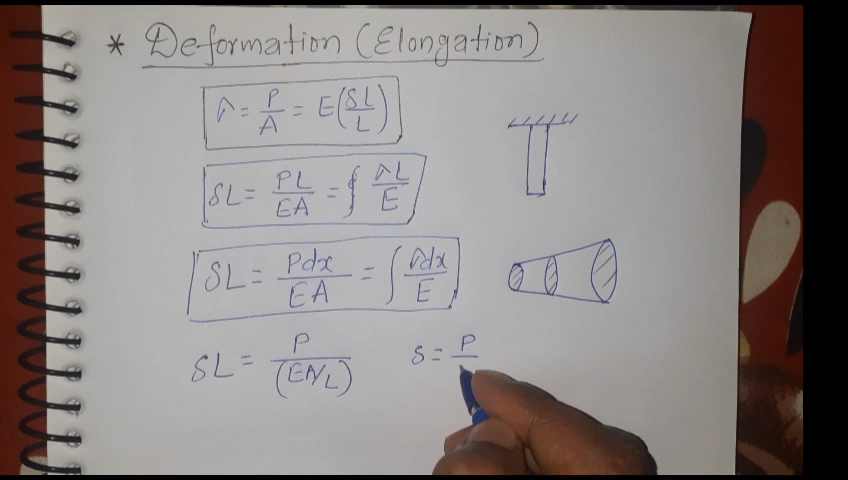 * Deformation (Elongation)
σ = P/A = E(δL/L)
δL = PL/EA = ∫ σL/E
δL = Pdx/EA = ∫ σdx/E
δL = P/(EA/L) δ = P/